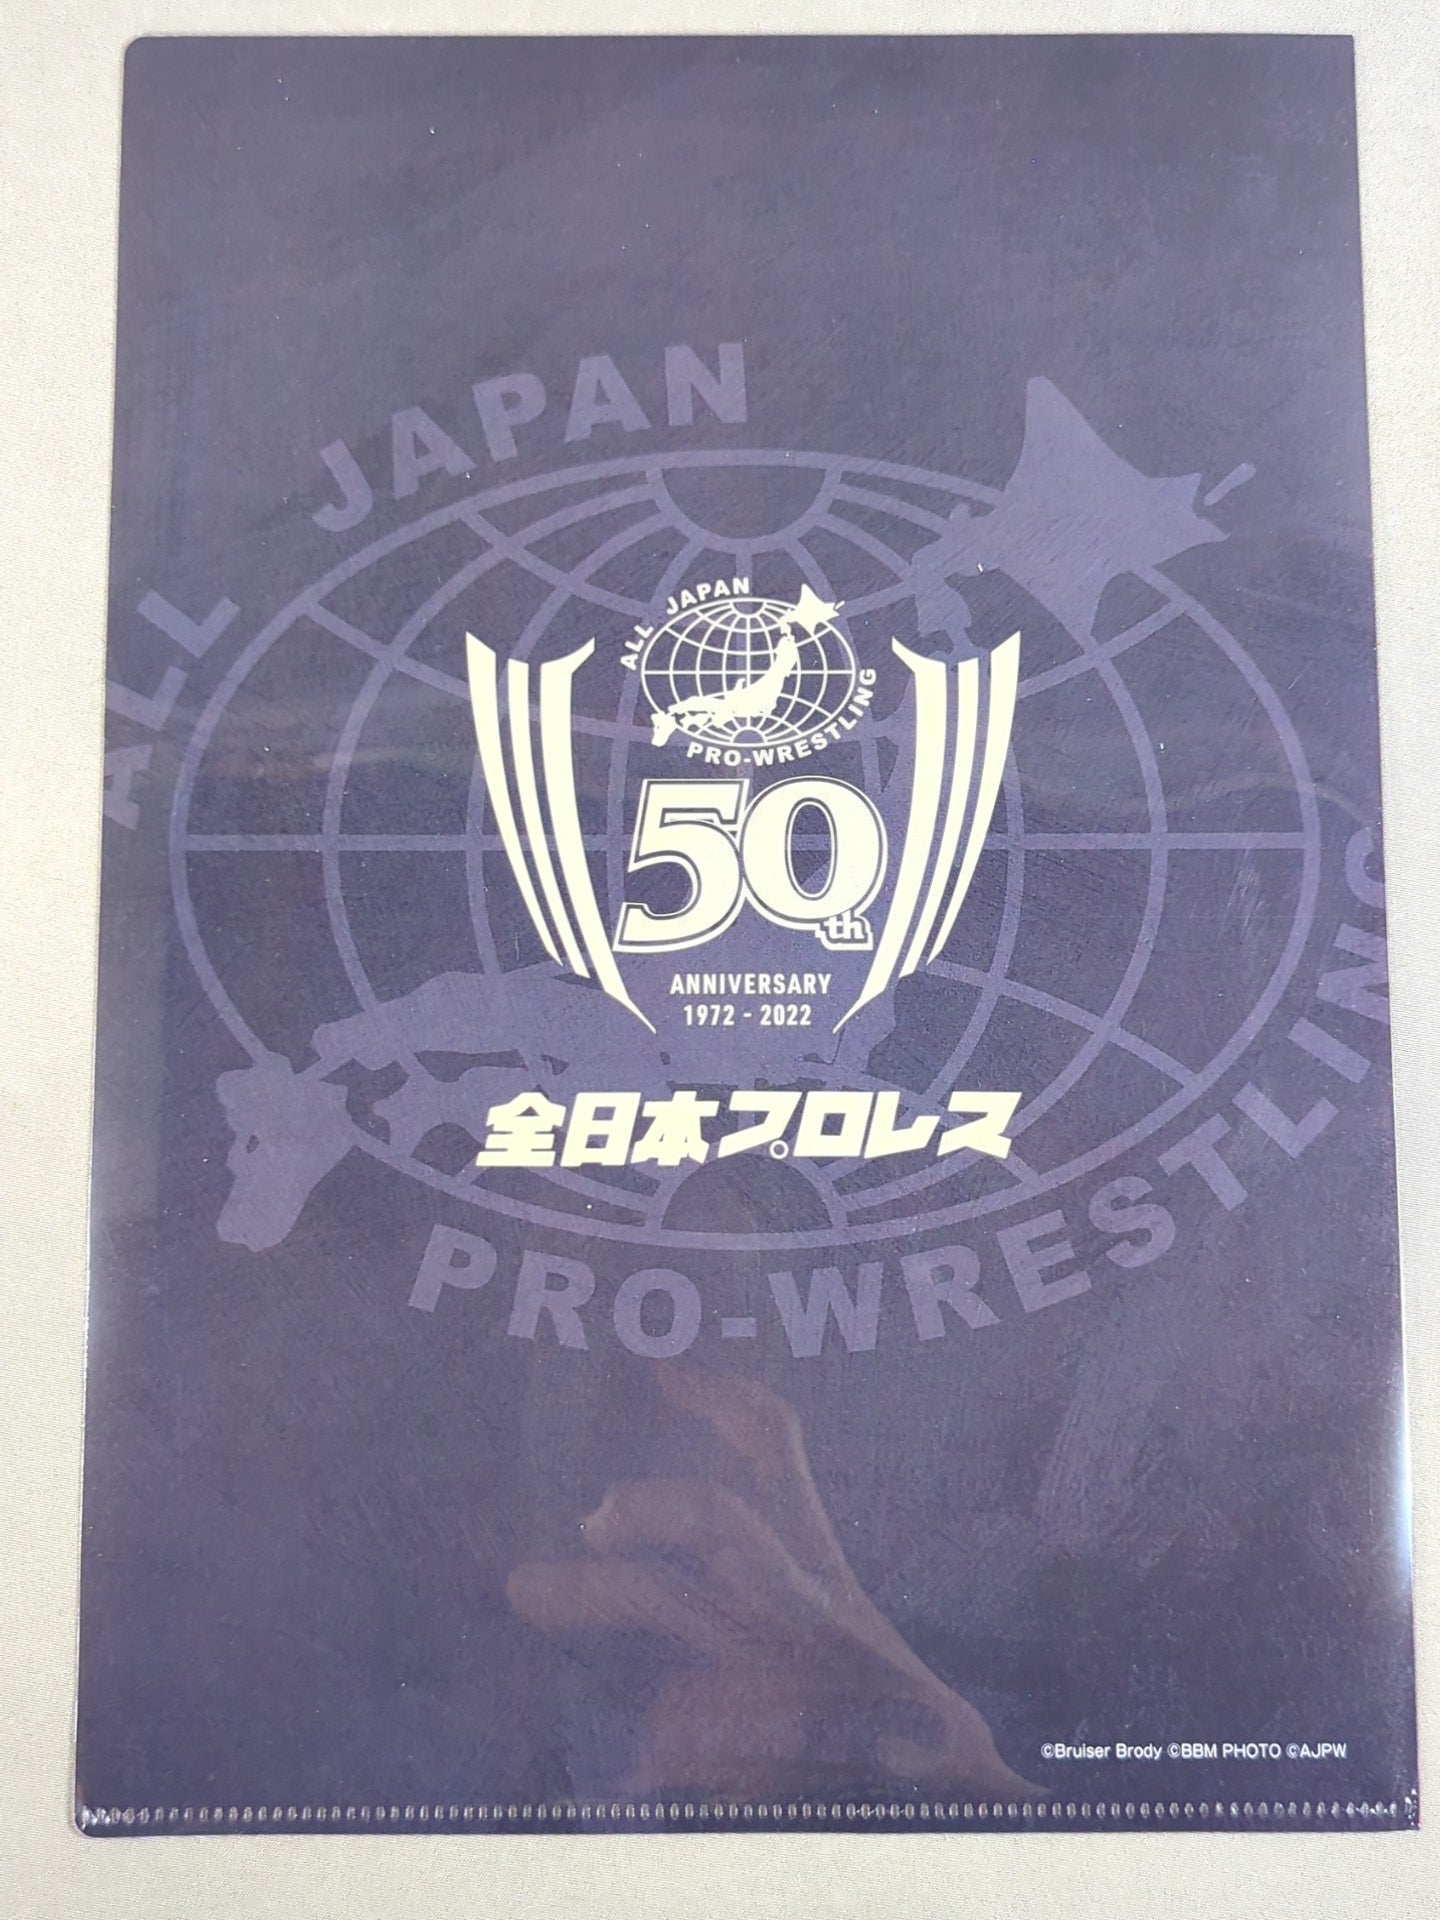 ALL JAPAN
PRO-WRESTLING
ALL JAPAN
PRO-WRESTLING
50th
ANNIVERSARY
1972 - 2022
全日本プロレス
©Bruiser Brody ©BBM PHOTO ©AJPW